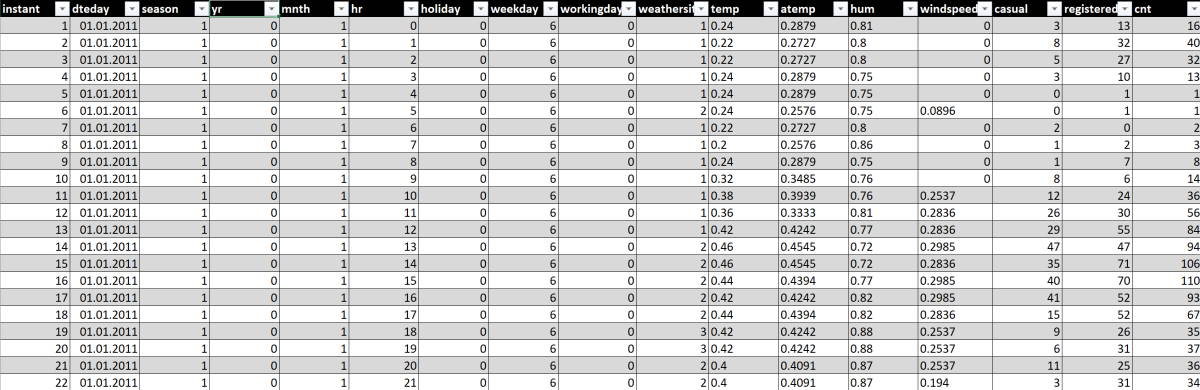 instant dteday season yr mnth hr holiday weekday workingday weathersit temp atemp hum windspeed casual registered cnt
1 01.01.2011 1 0 1 0 0 6 0 1 0.24 0.2879 0.81 0 3 13 16
2 01.01.2011 1 0 1 1 0 6 0 1 0.22 0.2727 0.8 0 8 32 40
3 01.01.2011 1 0 1 2 0 6 0 1 0.22 0.2727 0.8 0 5 27 32
4 01.01.2011 1 0 1 3 0 6 0 1 0.24 0.2879 0.75 0 3 10 13
5 01.01.2011 1 0 1 4 0 6 0 1 0.24 0.2879 0.75 0 0 1 1
6 01.01.2011 1 0 1 5 0 6 0 2 0.24 0.2576 0.75 0.0896 0 1 1
7 01.01.2011 1 0 1 6 0 6 0 1 0.22 0.2727 0.8 0 2 0 2
8 01.01.2011 1 0 1 7 0 6 0 1 0.2 0.2576 0.86 0 1 2 3
9 01.01.2011 1 0 1 8 0 6 0 1 0.24 0.2879 0.75 0 1 7 8
10 01.01.2011 1 0 1 9 0 6 0 1 0.32 0.3485 0.76 0 8 6 14
11 01.01.2011 1 0 1 10 0 6 0 1 0.38 0.3939 0.76 0.2537 12 24 36
12 01.01.2011 1 0 1 11 0 6 0 1 0.36 0.3333 0.81 0.2836 26 30 56
13 01.01.2011 1 0 1 12 0 6 0 1 0.42 0.4242 0.77 0.2836 29 55 84
14 01.01.2011 1 0 1 13 0 6 0 2 0.46 0.4545 0.72 0.2985 47 47 94
15 01.01.2011 1 0 1 14 0 6 0 2 0.46 0.4545 0.72 0.2836 35 71 106
16 01.01.2011 1 0 1 15 0 6 0 2 0.44 0.4394 0.77 0.2985 40 70 110
17 01.01.2011 1 0 1 16 0 6 0 2 0.42 0.4242 0.82 0.2985 41 52 93
18 01.01.2011 1 0 1 17 0 6 0 2 0.44 0.4394 0.82 0.2836 15 52 67
19 01.01.2011 1 0 1 18 0 6 0 3 0.42 0.4242 0.88 0.2537 9 26 35
20 01.01.2011 1 0 1 19 0 6 0 3 0.42 0.4242 0.88 0.2537 6 31 37
21 01.01.2011 1 0 1 20 0 6 0 2 0.4 0.4091 0.87 0.2537 11 25 36
22 01.01.2011 1 0 1 21 0 6 0 2 0.4 0.4091 0.87 0.194 3 31 34